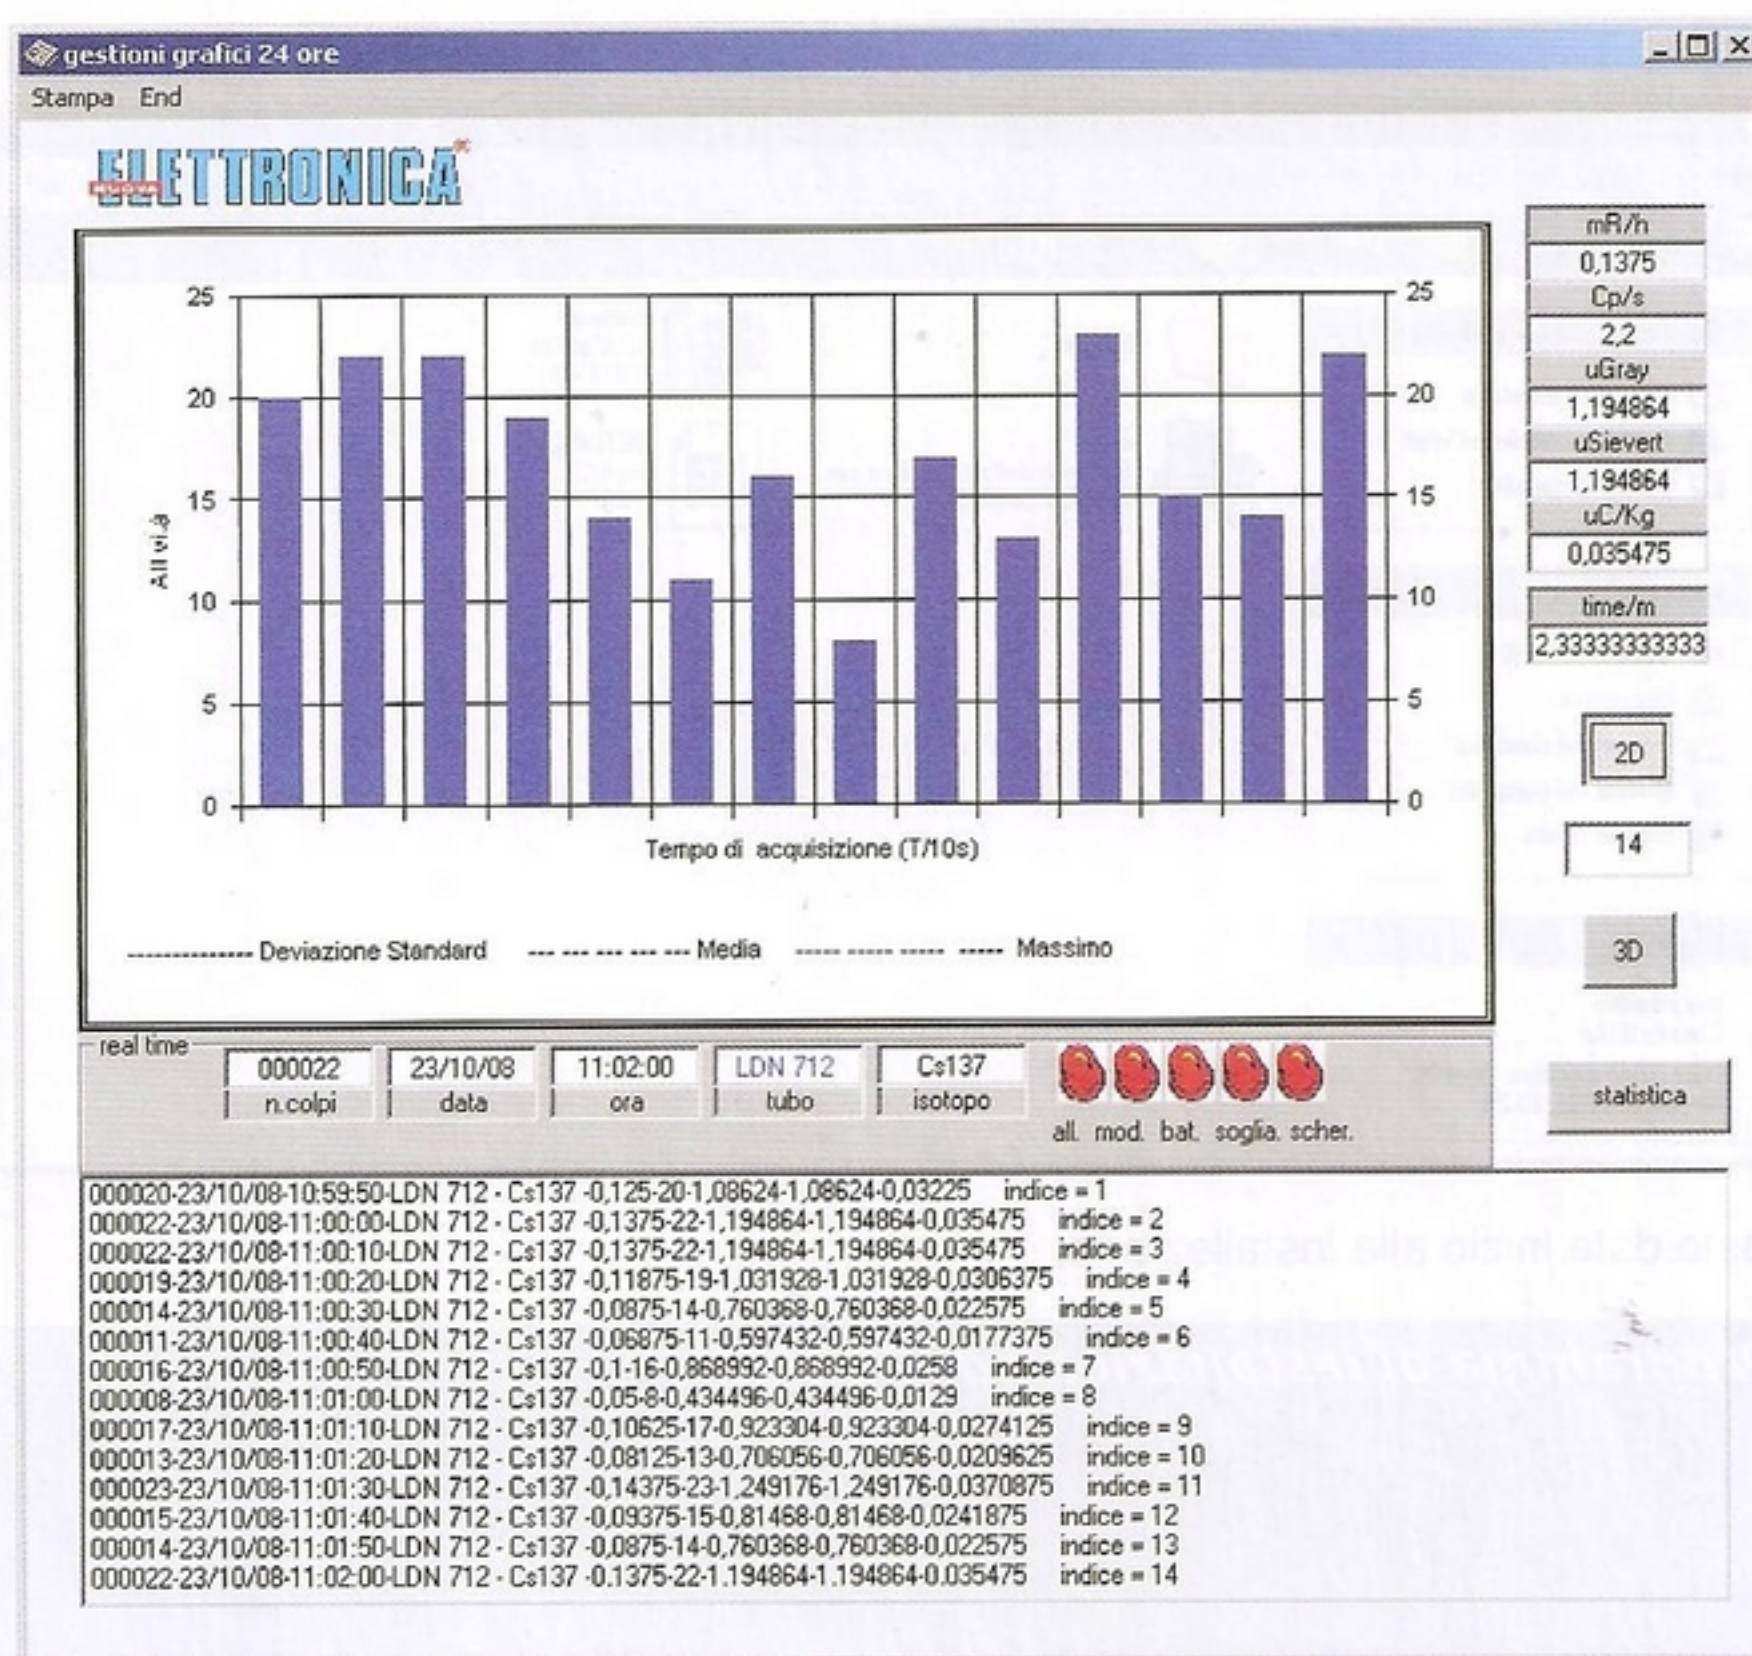 gestioni grafici 24 ore
Stampa End
NUOVA ELETTRONICA
mR/h
0,1375
Cp/s
2,2
uGray
1,194864
uSievert
1,194864
uC/Kg
0,035475
time/m
2,33333333333
2D
14
3D
statistica
25 25
20 20
15 15
10 10
5 5
0 0
Tempo di acquisizione (T/10s)
Deviazione Standard Media Massimo
real time
000022 23/10/08 11:02:00 LDN 712 Cs137
n.colpi data ora tubo isotopo
all. mod. bat. soglia. scher.
000020-23/10/08-10:59:50-LDN 712 - Cs137 -0,125-20-1,08624-1,08624-0,03225 indice = 1
000022-23/10/08-11:00:00-LDN 712 - Cs137 -0,1375-22-1,194864-1,194864-0,035475 indice = 2
000022-23/10/08-11:00:10-LDN 712 - Cs137 -0,1375-22-1,194864-1,194864-0,035475 indice = 3
000019-23/10/08-11:00:20-LDN 712 - Cs137 -0,11875-19-1,031928-1,031928-0,0306375 indice = 4
000014-23/10/08-11:00:30-LDN 712 - Cs137 -0,0875-14-0,760368-0,760368-0,022575 indice = 5
000011-23/10/08-11:00:40-LDN 712 - Cs137 -0,06875-11-0,597432-0,597432-0,0177375 indice = 6
000016-23/10/08-11:00:50-LDN 712 - Cs137 -0,1-16-0,868992-0,868992-0,0258 indice = 7
000008-23/10/08-11:01:00-LDN 712 - Cs137 -0,05-8-0,434496-0,434496-0,0129 indice = 8
000017-23/10/08-11:01:10-LDN 712 - Cs137 -0,10625-17-0,923304-0,923304-0,0274125 indice = 9
000013-23/10/08-11:01:20-LDN 712 - Cs137 -0,08125-13-0,706056-0,706056-0,0209625 indice = 10
000023-23/10/08-11:01:30-LDN 712 - Cs137 -0,14375-23-1,249176-1,249176-0,0370875 indice = 11
000015-23/10/08-11:01:40-LDN 712 - Cs137 -0,09375-15-0,81468-0,81468-0,0241875 indice = 12
000014-23/10/08-11:01:50-LDN 712 - Cs137 -0,0875-14-0,760368-0,760368-0,022575 indice = 13
000022-23/10/08-11:02:00-LDN 712 - Cs137 -0.1375-22-1.194864-1.194864-0.035475 indice = 14